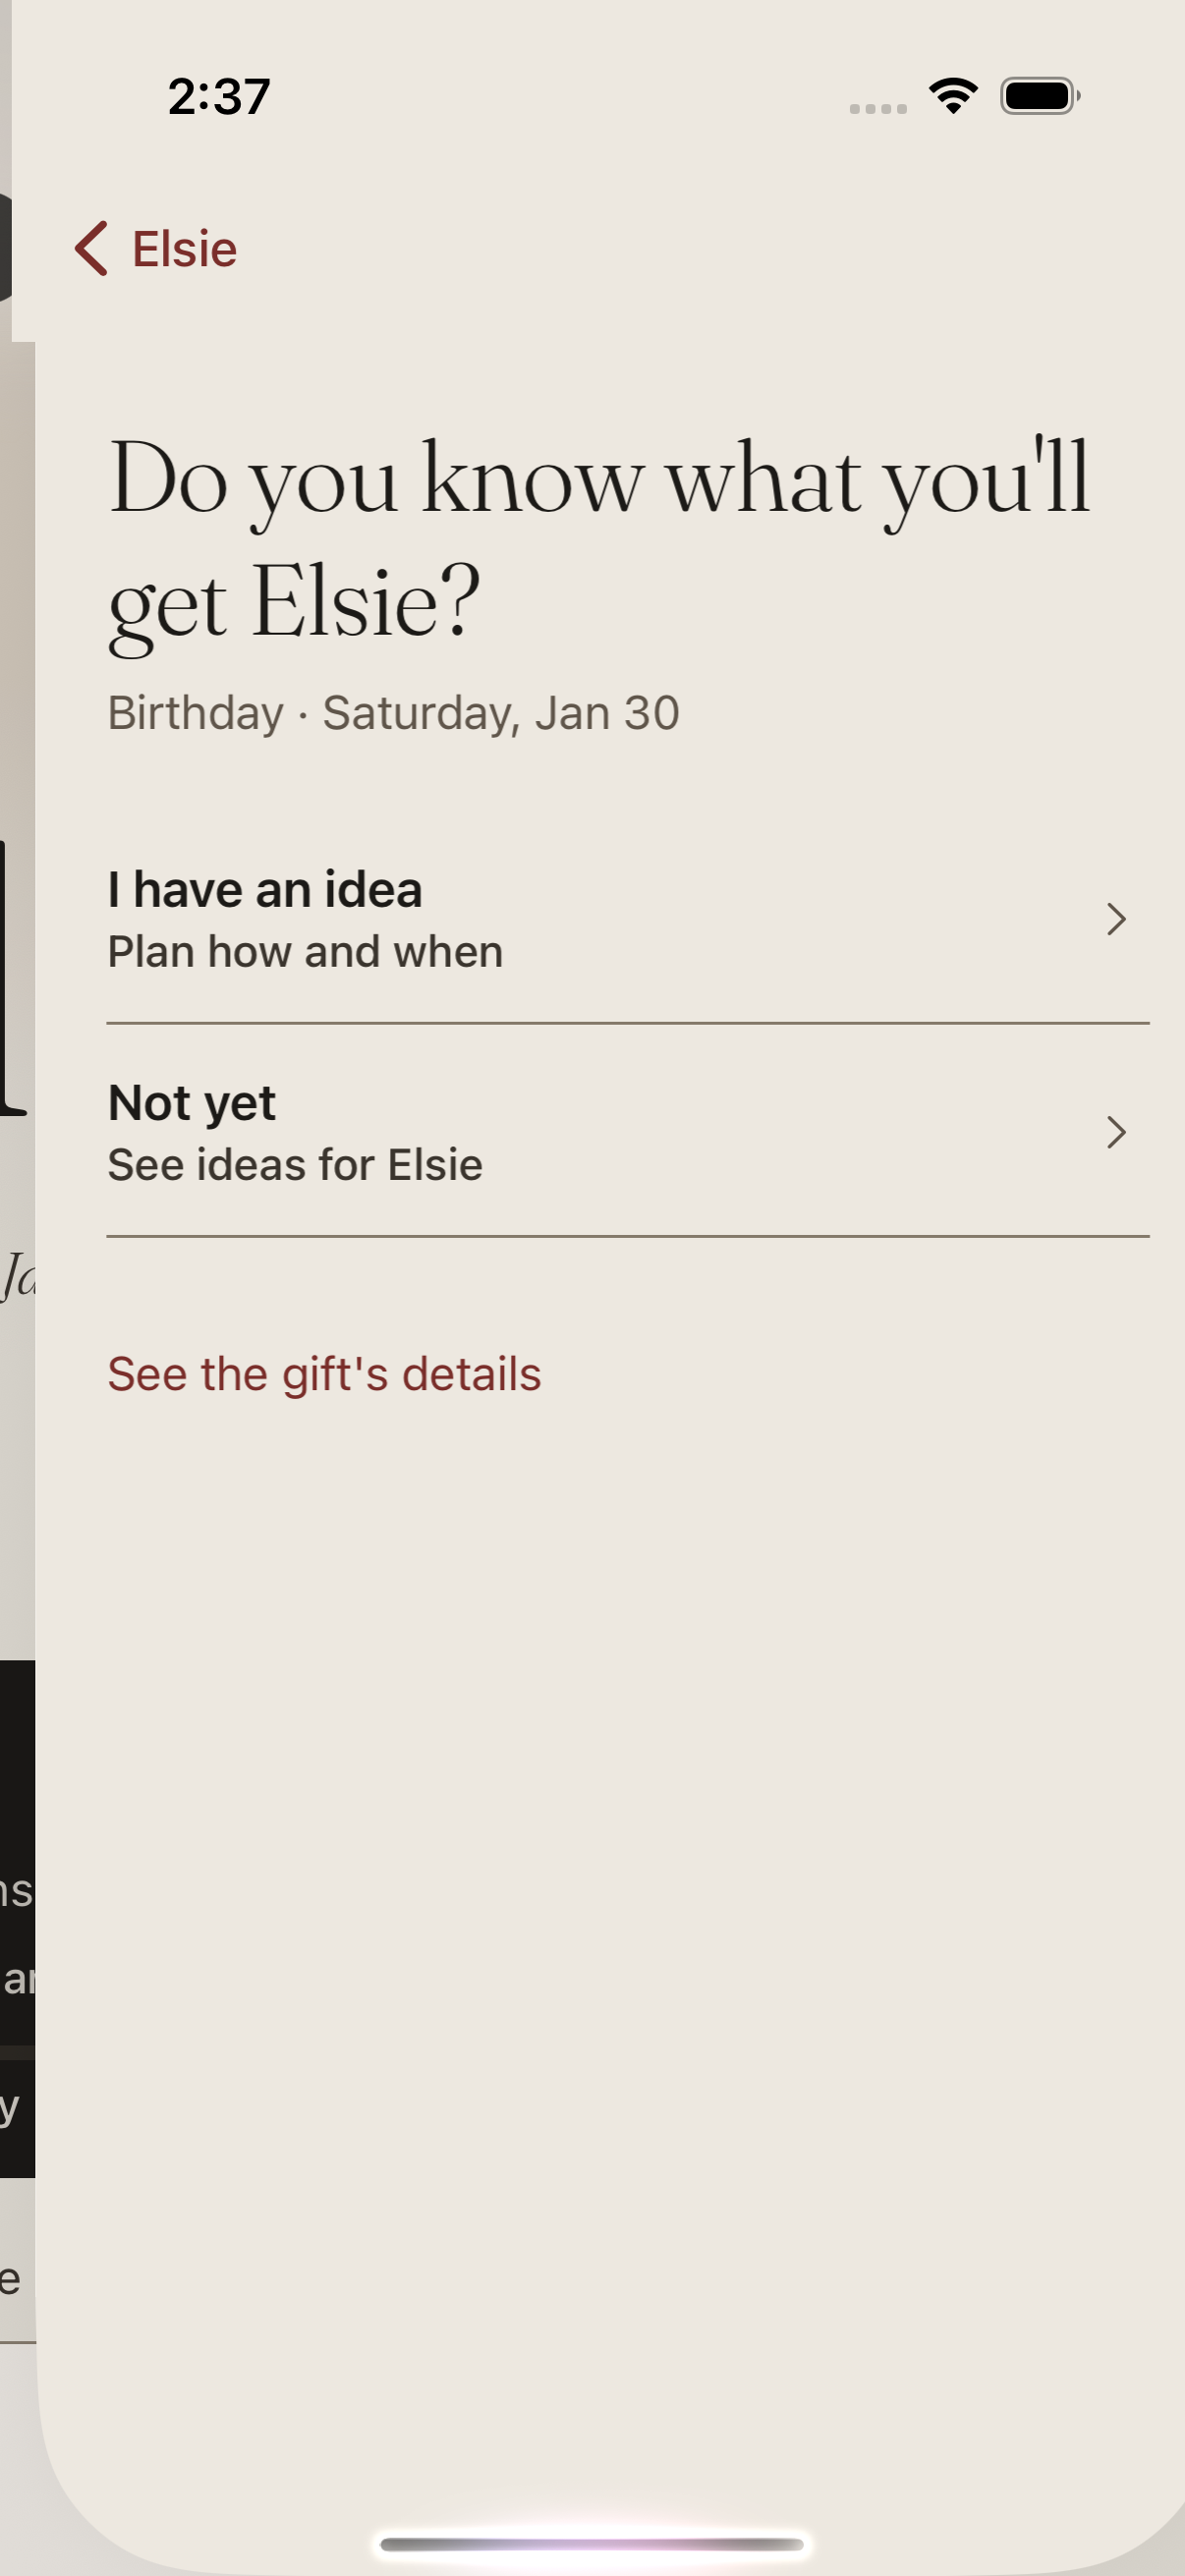 2:37
Elsie
Do you know what you'll
get Elsie?
Birthday · Saturday, Jan 30
I have an idea
Plan how and when
Not yet
See ideas for Elsie
See the gift's details